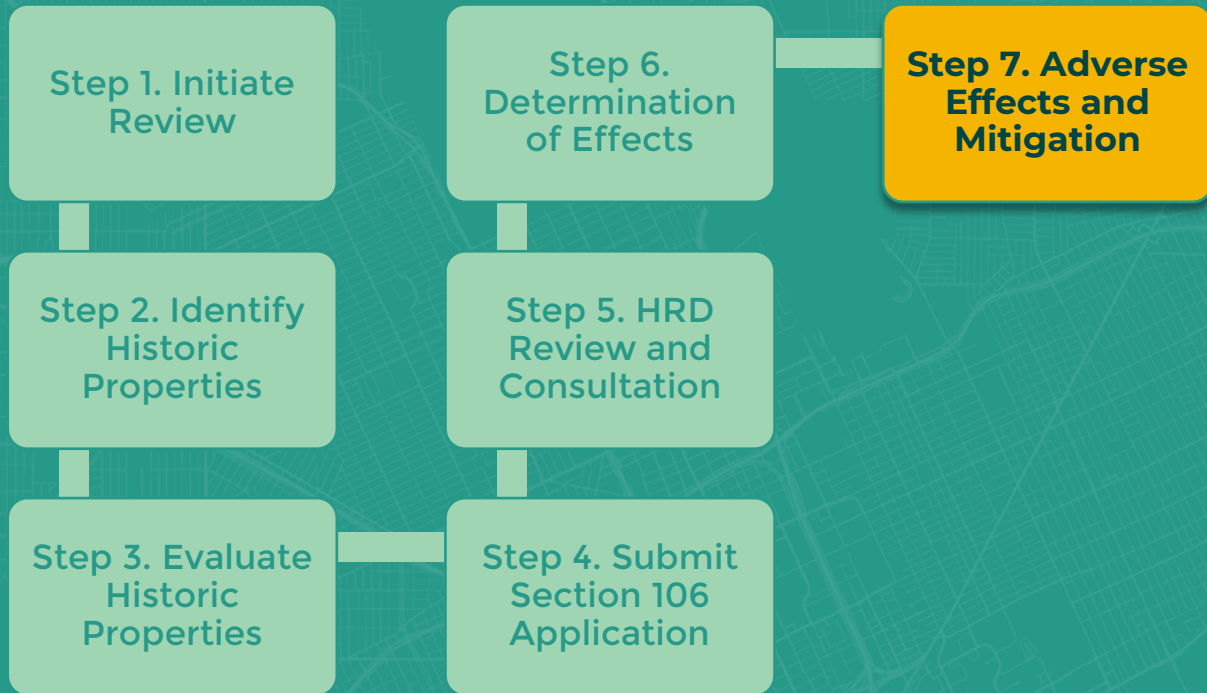 Step 1. Initiate
Review
Step 2. Identify
Historic
Properties
Step 3. Evaluate
Historic
Properties
Step 4. Submit
Section 106
Application
Step 5. HRD
Review and
Consultation
Step 6.
Determination
of Effects
Step 7. Adverse
Effects and
Mitigation